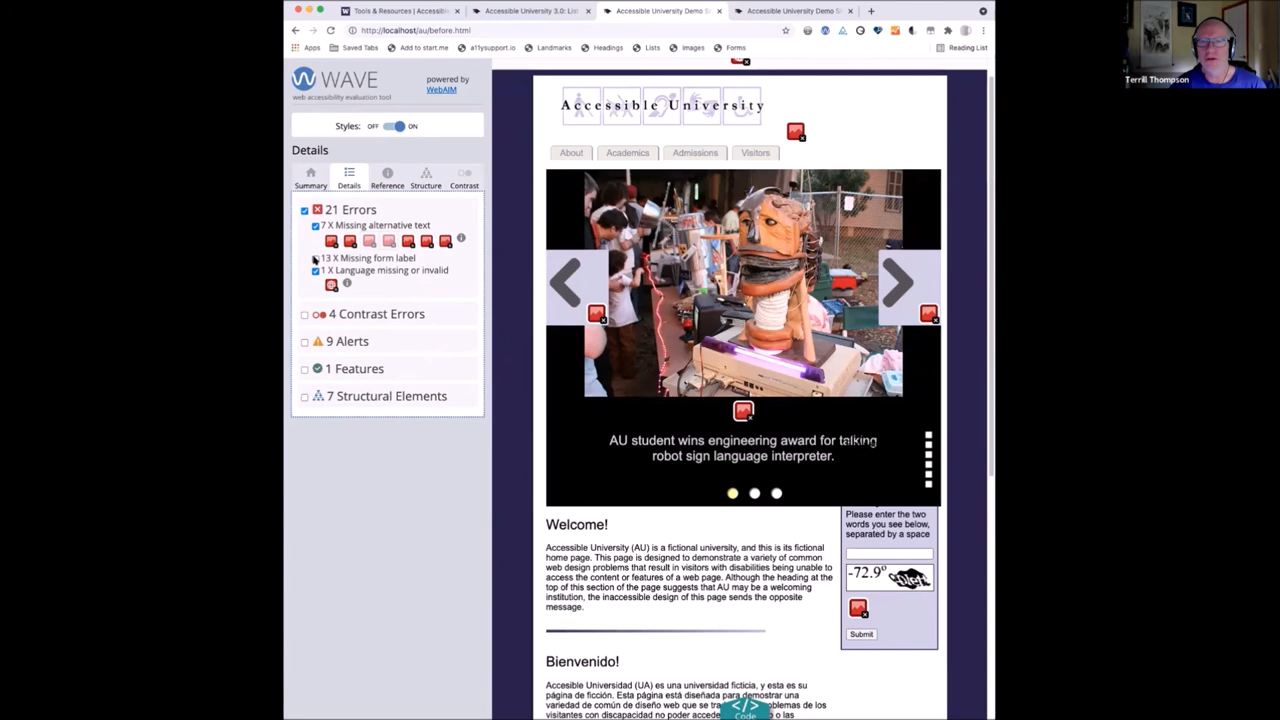 Tools & Resources | Accessible
Accessible University 3.0: List
Accessible University Demo Si
Accessible University Demo Si
http://localhost/au/before.html
Apps
Saved Tabs
Add to start.me
a11ysupport.io
Landmarks
Headings
Lists
Images
Forms
Reading List
WAVE
web accessibility evaluation tool
powered by
WebAIM
Styles: OFF ON
Details
Summary
Details
Reference
Structure
Contrast
21 Errors
7 X Missing alternative text
13 X Missing form label
1 X Language missing or invalid
4 Contrast Errors
9 Alerts
1 Features
7 Structural Elements
Accessible University
About
Academics
Admissions
Visitors
AU student wins engineering award for talking
robot sign language interpreter.
Welcome!
Accessible University (AU) is a fictional university, and this is its fictional
home page. This page is designed to demonstrate a variety of common
web design problems that result in visitors with disabilities being unable to
access the content or features of a web page. Although the heading at the
top of this section of the page suggests that AU may be a welcoming
institution, the inaccessible design of this page sends the opposite
message.
Bienvenido!
Accesible Universidad (UA) es una universidad ficticia, y esta es su
página de ficción. Esta página está diseñada para demostrar una
variedad de común de diseño web que se problemas de los
visitantes con discapacidad no poder o las
Code
Please enter the two
words you see below,
separated by a space
-72.9º
Submit
Terrill Thompson